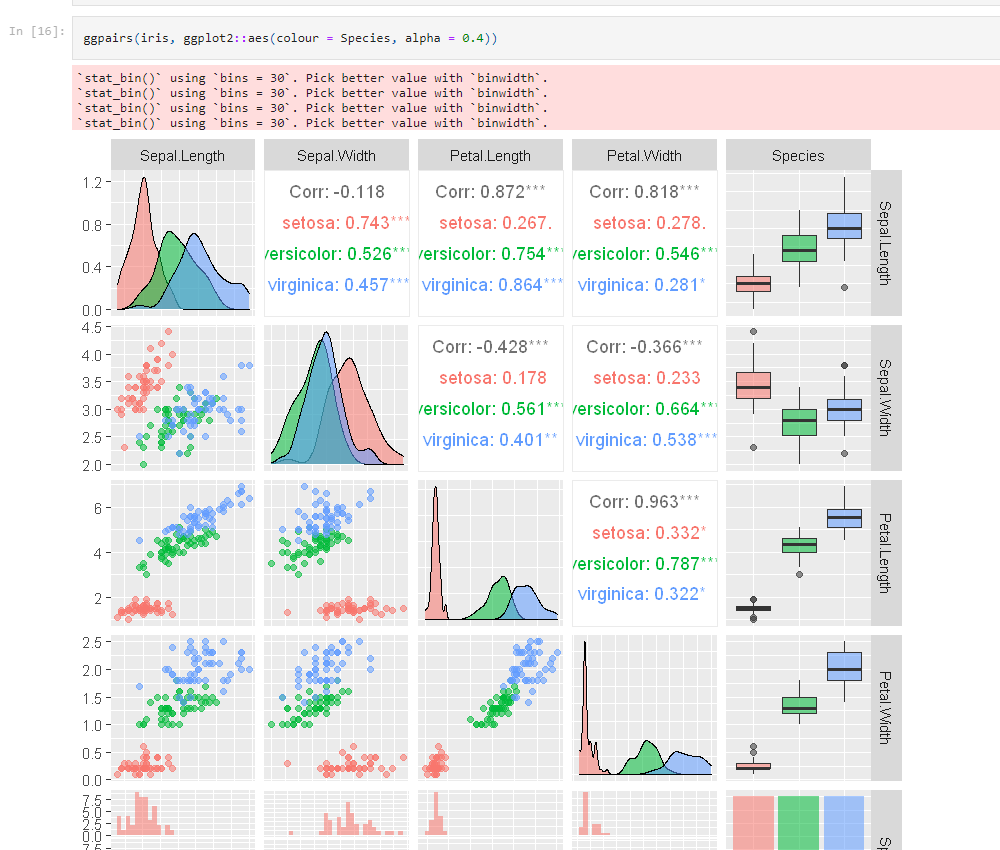 In [16]:
ggpairs(iris, ggplot2::aes(colour = Species, alpha = 0.4))
`stat_bin()` using `bins = 30`. Pick better value with `binwidth`.
`stat_bin()` using `bins = 30`. Pick better value with `binwidth`.
`stat_bin()` using `bins = 30`. Pick better value with `binwidth`.
`stat_bin()` using `bins = 30`. Pick better value with `binwidth`.
Sepal.Length Sepal.Width Petal.Length Petal.Width Species
1.2
0.8
0.4
0.0
Corr: -0.118
setosa: 0.743***
versicolor: 0.526***
virginica: 0.457***
Corr: 0.872***
setosa: 0.267.
versicolor: 0.754***
virginica: 0.864***
Corr: 0.818***
setosa: 0.278.
versicolor: 0.546***
virginica: 0.281*
Sepal.Length
4.5
4.0
3.5
3.0
2.5
2.0
Corr: -0.428***
setosa: 0.178
versicolor: 0.561***
virginica: 0.401**
Corr: -0.366***
setosa: 0.233
versicolor: 0.664***
virginica: 0.538***
Sepal.Width
6
4
2
Corr: 0.963***
setosa: 0.332*
versicolor: 0.787***
virginica: 0.322*
Petal.Length
2.5
2.0
1.5
1.0
0.5
0.0
Petal.Width
7.5
5.0
2.5
0.0
7.5
Sp